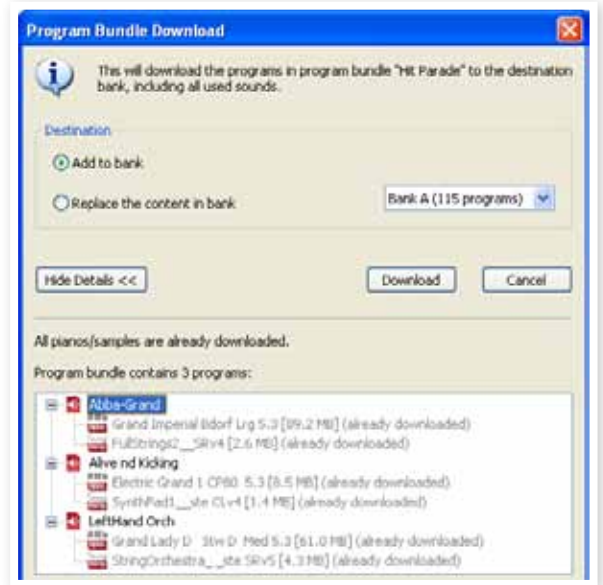 Program Bundle Download
This will download the programs in program bundle "Hit Parade" to the destination
bank, including all used sounds.
Destination
Add to bank
Replace the content in bank
Bank A (115 programs)
Hide Details <<
Download
Cancel
All pianos/samples are already downloaded.
Program bundle contains 3 programs:
Abba-Grand
Grand Imperial Bdorf Lrg 5.3 [89.2 MB] (already downloaded)
FullStrings2__SRv4 [2.6 MB] (already downloaded)
Alive nd Kicking
Electric Grand 1 CP80 5.3 [8.5 MB] (already downloaded)
SynthPad1__ste CLv4 [1.4 MB] (already downloaded)
LeftHand Orch
Grand Lady D Stw D Med 5.3 [61.0 MB] (already downloaded)
StringOrchestra_ _ste SRv5 [4.3 MB] (already downloaded)